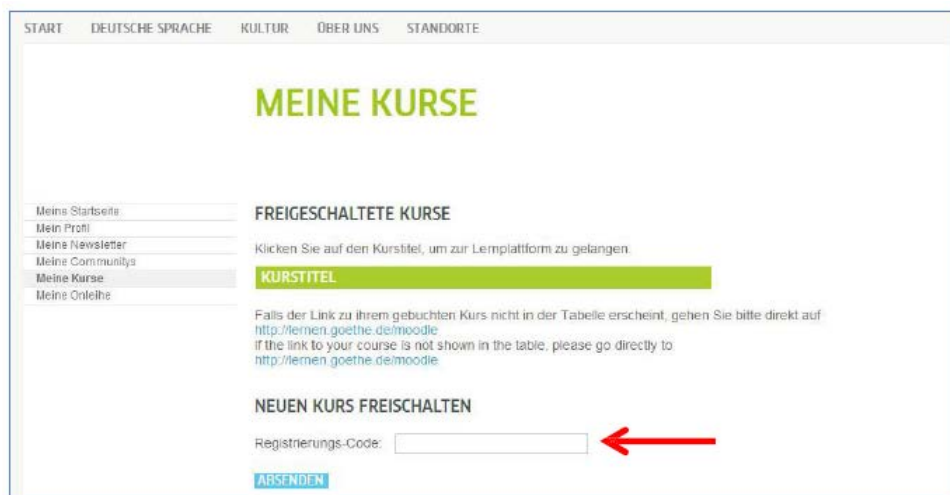 START DEUTSCHE SPRACHE KULTUR ÜBER UNS STANDORTE
MEINE KURSE
Meine Startseite
Mein Profil
Meine Newsletter
Meine Communitys
Meine Kurse
Meine Onleihe
FREIGESCHALTETE KURSE
Klicken Sie auf den Kurstitel, um zur Lernplattform zu gelangen.
KURSTITEL
Falls der Link zu ihrem gebuchten Kurs nicht in der Tabelle erscheint, gehen Sie bitte direkt auf
http://lernen.goethe.de/moodle
If the link to your course is not shown in the table, please go directly to
http://lernen.goethe.de/moodle
NEUEN KURS FREISCHALTEN
Registrierungs-Code:
ABSENDEN